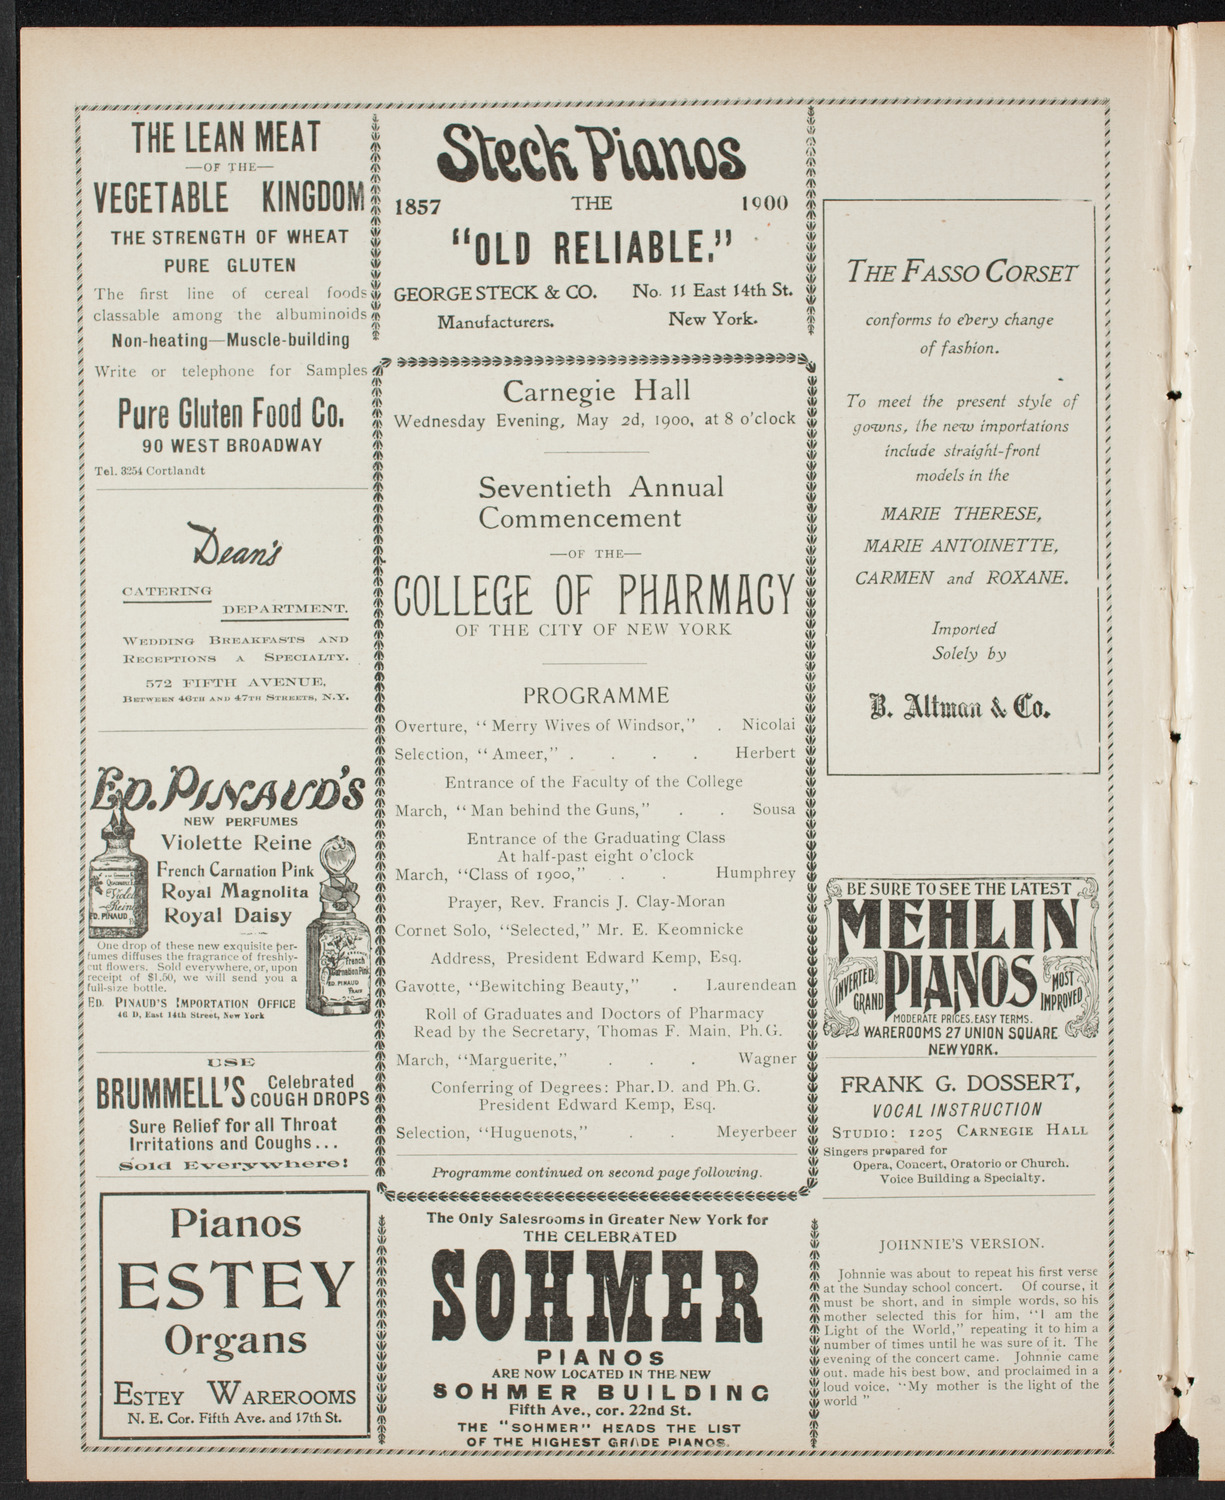 THE LEAN MEAT
—OF THE—
VEGETABLE KINGDOM
THE STRENGTH OF WHEAT
PURE GLUTEN
The first line of cereal foods
classable among the albuminoids
Non-heating—Muscle-building
Write or telephone for Samples
Pure Gluten Food Co.
90 WEST BROADWAY
Tel. 3254 Cortlandt
Dean's
CATERING
DEPARTMENT.
WEDDING BREAKFASTS AND
RECEPTIONS A SPECIALTY.
572 FIFTH AVENUE,
BETWEEN 46TH AND 47TH STREETS, N.Y.
ED. PINAUD'S
NEW PERFUMES
Violette Reine
French Carnation Pink
Royal Magnolita
Royal Daisy
One drop of these new exquisite per-
fumes diffuses the fragrance of freshly-
cut flowers. Sold everywhere, or, upon
receipt of $1.50, we will send you a
full-size bottle.
ED. PINAUD'S IMPORTATION OFFICE
46 D, East 14th Street, New York
USE
BRUMMELL'S Celebrated
COUGH DROPS
Sure Relief for all Throat
Irritations and Coughs...
Sold Everywhere!
Pianos
ESTEY
Organs
ESTEY WAREROOMS
N. E. Cor. Fifth Ave. and 17th St.
Steck Pianos
1857 THE 1900
"OLD RELIABLE."
GEORGE STECK & CO. No. 11 East 14th St.
Manufacturers. New York.
Carnegie Hall
Wednesday Evening, May 2d, 1900, at 8 o'clock
Seventieth Annual
Commencement
—OF THE—
COLLEGE OF PHARMACY
OF THE CITY OF NEW YORK
PROGRAMME
Overture, "Merry Wives of Windsor," . Nicolai
Selection, "Ameer," . . . . Herbert
Entrance of the Faculty of the College
March, "Man behind the Guns," . . Sousa
Entrance of the Graduating Class
At half-past eight o'clock
March, "Class of 1900," . . Humphrey
Prayer, Rev. Francis J. Clay-Moran
Cornet Solo, "Selected," Mr. E. Keomnicke
Address, President Edward Kemp, Esq.
Gavotte, "Bewitching Beauty," . Laurendean
Roll of Graduates and Doctors of Pharmacy
Read by the Secretary, Thomas F. Main, Ph.G.
March, "Marguerite," . . . Wagner
Conferring of Degrees: Phar.D. and Ph.G.
President Edward Kemp, Esq.
Selection, "Huguenots," . . Meyerbeer
Programme continued on second page following.
The Only Salesrooms in Greater New York for
THE CELEBRATED
SOHMER
PIANOS
ARE NOW LOCATED IN THE NEW
SOHMER BUILDING
Fifth Ave., cor. 22nd St.
THE "SOHMER" HEADS THE LIST
OF THE HIGHEST GRADE PIANOS.
THE FASSO CORSET
conforms to every change
of fashion.
To meet the present style of
gowns, the new importations
include straight-front
models in the
MARIE THERESE,
MARIE ANTOINETTE,
CARMEN and ROXANE.
Imported
Solely by
B. Altman & Co.
BE SURE TO SEE THE LATEST
MEHLIN
PIANOS
INVERTED GRAND
MOST IMPROVED
MODERATE PRICES. EASY TERMS.
WAREROOMS 27 UNION SQUARE
NEW YORK.
FRANK G. DOSSERT,
VOCAL INSTRUCTION
STUDIO: 1205 CARNEGIE HALL
Singers prepared for
Opera, Concert, Oratorio or Church.
Voice Building a Specialty.
JOHNNIE'S VERSION.
Johnnie was about to repeat his first verse
at the Sunday school concert. Of course, it
must be short, and in simple words, so his
mother selected this for him, "I am the
Light of the World," repeating it to him a
number of times until he was sure of it. The
evening of the concert came. Johnnie came
out, made his best bow, and proclaimed in a
loud voice, "My mother is the light of the
world"